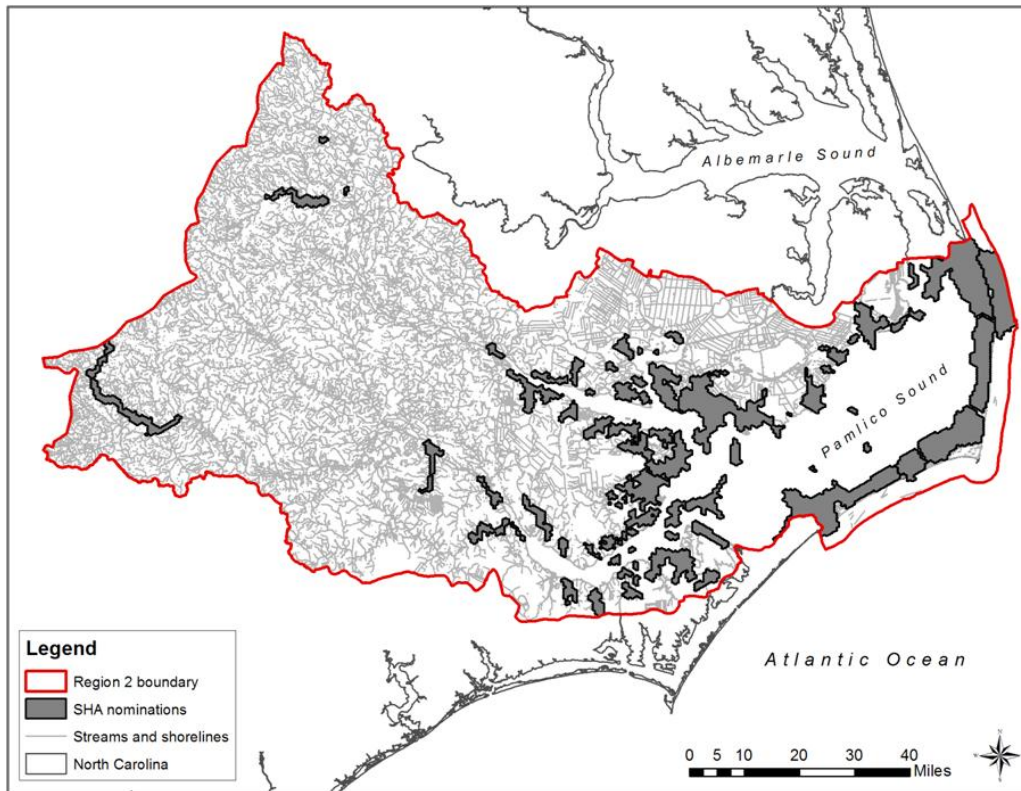 Albemarle Sound
Pamlico Sound
Atlantic Ocean
Legend
Region 2 boundary
SHA nominations
Streams and shorelines
North Carolina
0 5 10 20 30 40
Miles